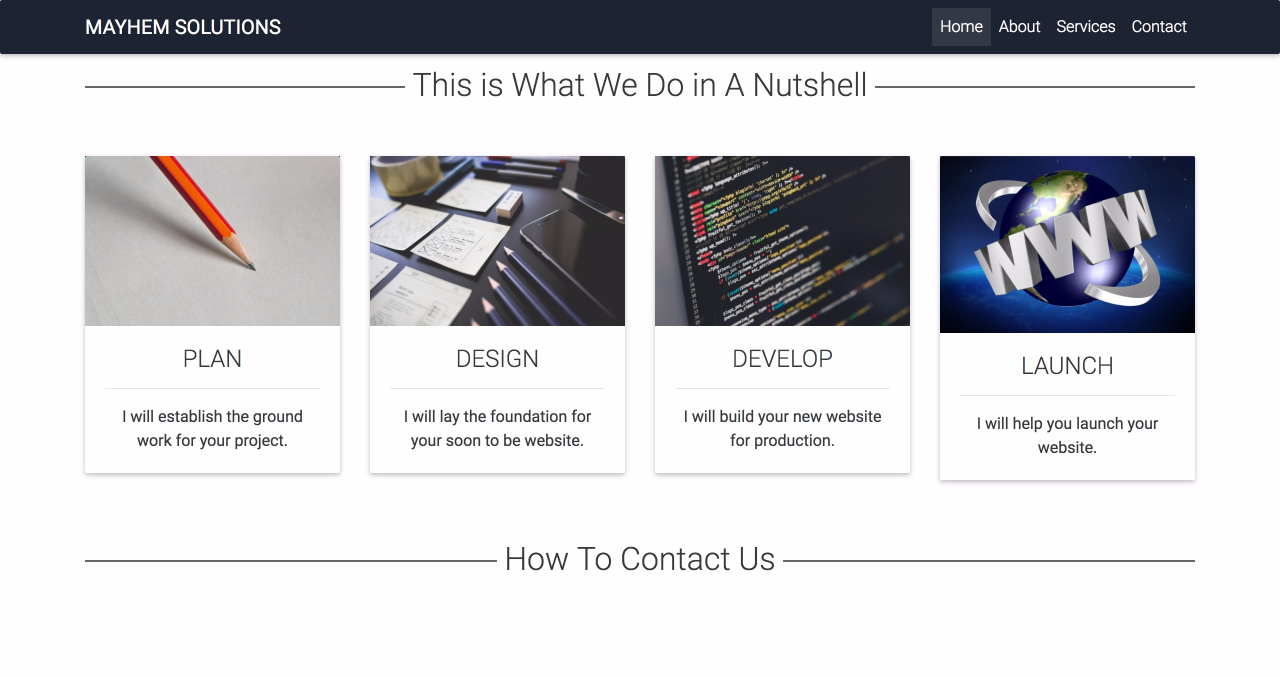 MAYHEM SOLUTIONS
Home About Services Contact
This is What We Do in A Nutshell
WWW
PLAN
I will establish the ground
work for your project.
DESIGN
I will lay the foundation for
your soon to be website.
DEVELOP
I will build your new website
for production.
LAUNCH
I will help you launch your
website.
How To Contact Us